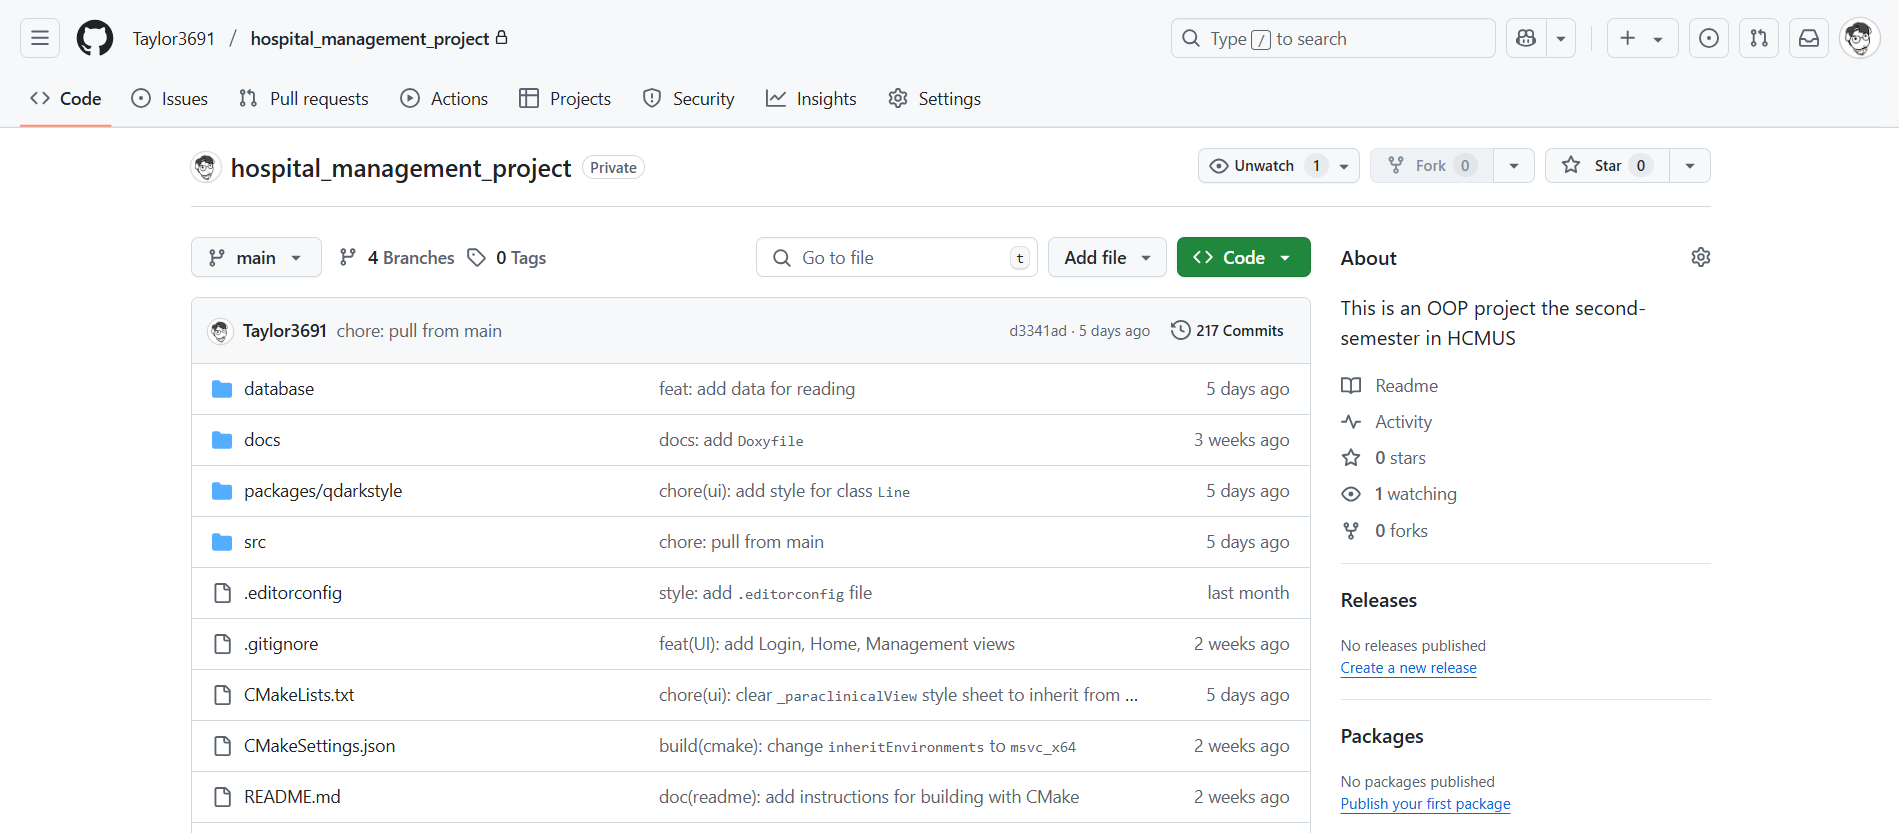 Taylor3691 / hospital_management_project
Type / to search
Code Issues Pull requests Actions Projects Security Insights Settings
hospital_management_project Private
Unwatch 1 Fork 0 Star 0
main 4 Branches 0 Tags
Go to file t Add file Code
Taylor3691 chore: pull from main d3341ad · 5 days ago 217 Commits
database feat: add data for reading 5 days ago
docs docs: add Doxyfile 3 weeks ago
packages/qdarkstyle chore(ui): add style for class Line 5 days ago
src chore: pull from main 5 days ago
.editorconfig style: add .editorconfig file last month
.gitignore feat(UI): add Login, Home, Management views 2 weeks ago
CMakeLists.txt chore(ui): clear _paraclinicalView style sheet to inherit from ... 5 days ago
CMakeSettings.json build(cmake): change inheritEnvironments to msvc_x64 2 weeks ago
README.md doc(readme): add instructions for building with CMake 2 weeks ago
About
This is an OOP project the second-
semester in HCMUS
Readme
Activity
0 stars
1 watching
0 forks
Releases
No releases published
Create a new release
Packages
No packages published
Publish your first package